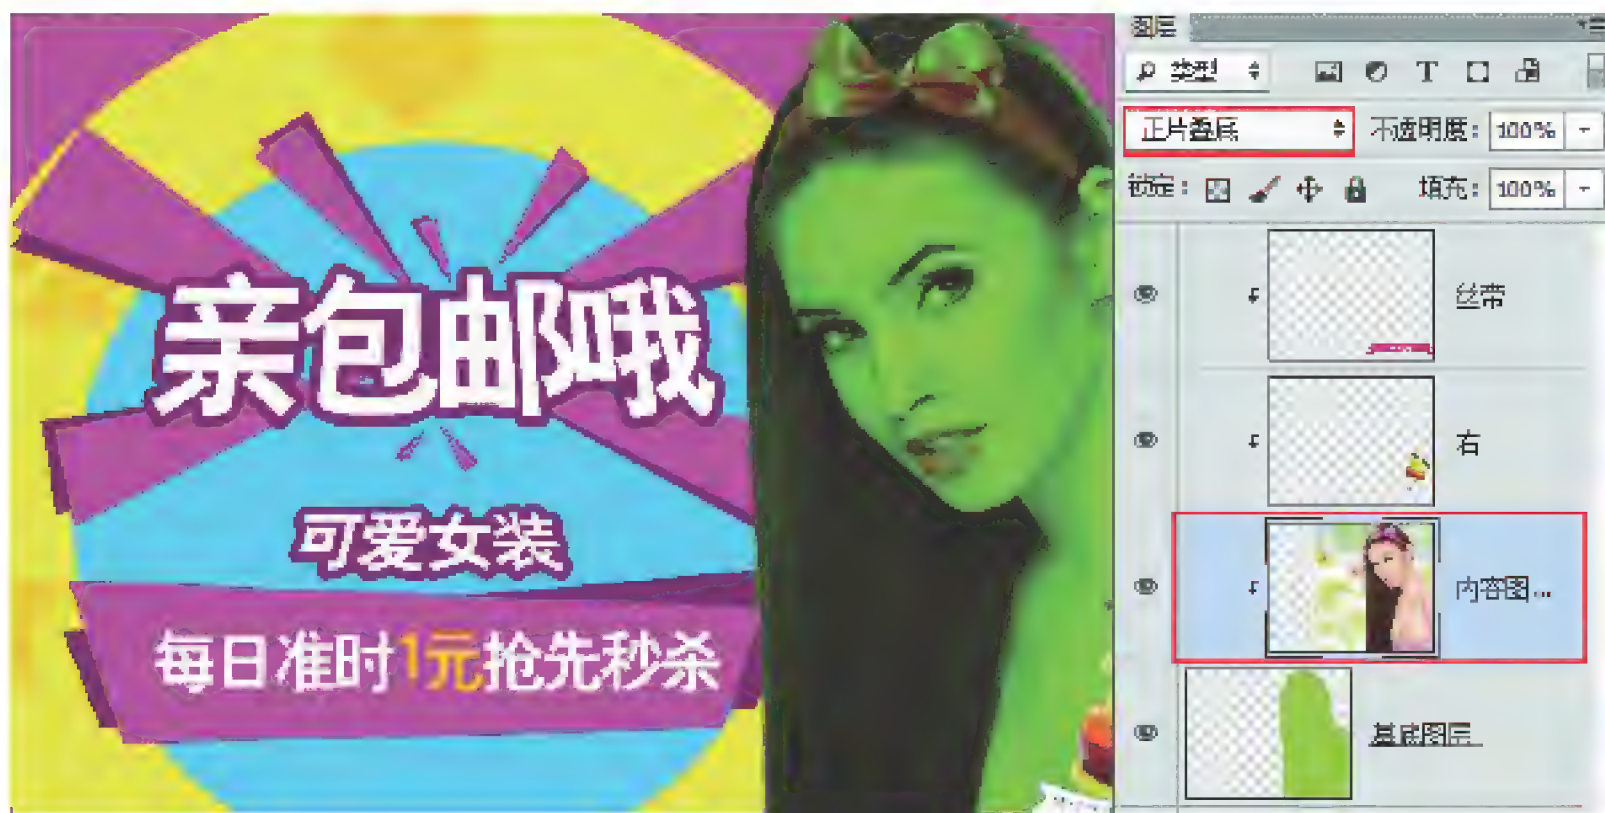 亲包邮哦
可爱女装
每日准时1元抢先秒杀
图层
类型
正片叠底
不透明度: 100%
锁定:
填充: 100%
丝带
右
内容图...
基底图层